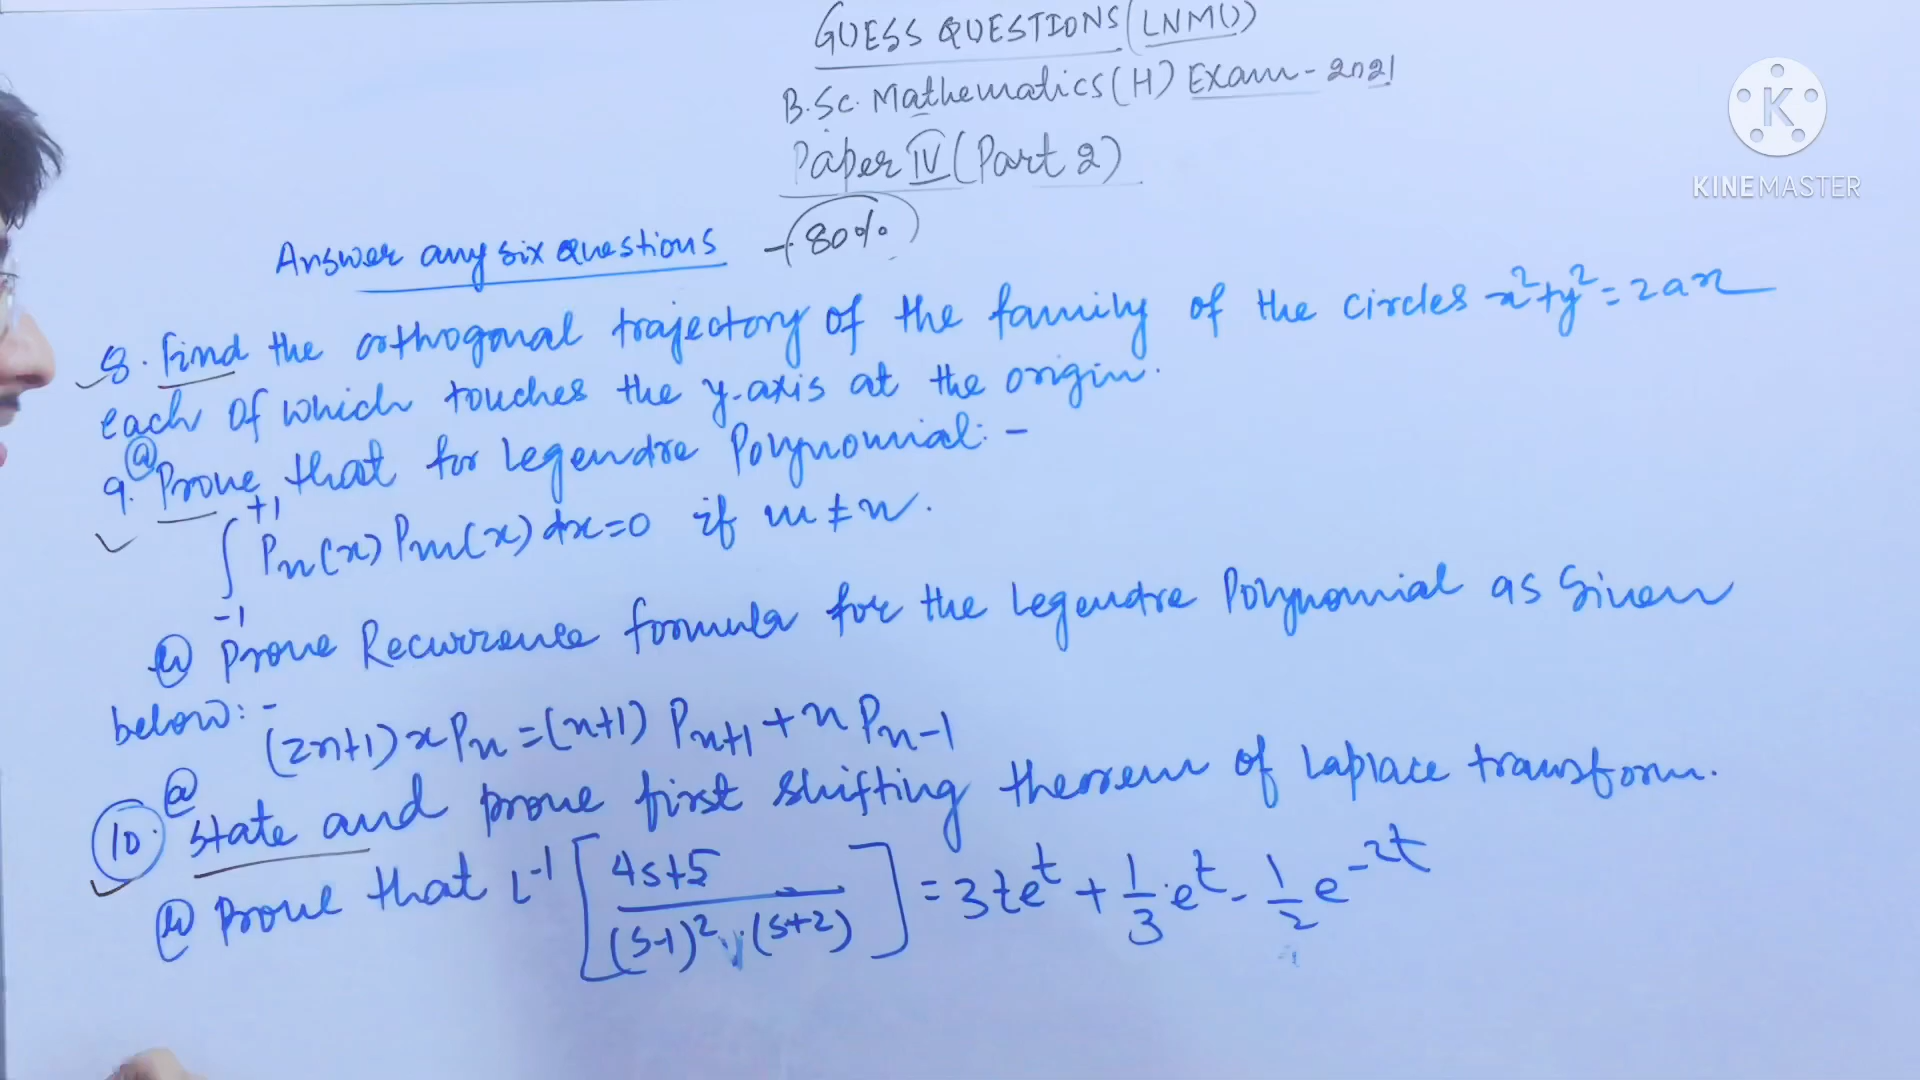 GUESS QUESTIONS (LNMU)
B.Sc. Mathematics (H) Exam-2021
Paper IV (Part 2)
Answer any six questions - 80%
KINEMASTER
8. Find the orthogonal trajectory of the family of the circles x²+y²=2ax
each of which touches the y-axis at the origin.
9. (a) Prove that for Legendre Polynomial:-
∫₋₁⁺¹ Pn(x) Pm(x) dx=0 if m≠n.
(b) Prove Recurrence formula for the Legendre Polynomial as Given
below:-
(2n+1)xPn=(n+1) Pn+1+n Pn-1
10. (a) State and prove first shifting theorem of Laplace transform.
(b) Prove that L⁻¹ [4s+5 / (s-1)².(s+2)] = 3te^t + 1/3.e^t - 1/2 e^-2t